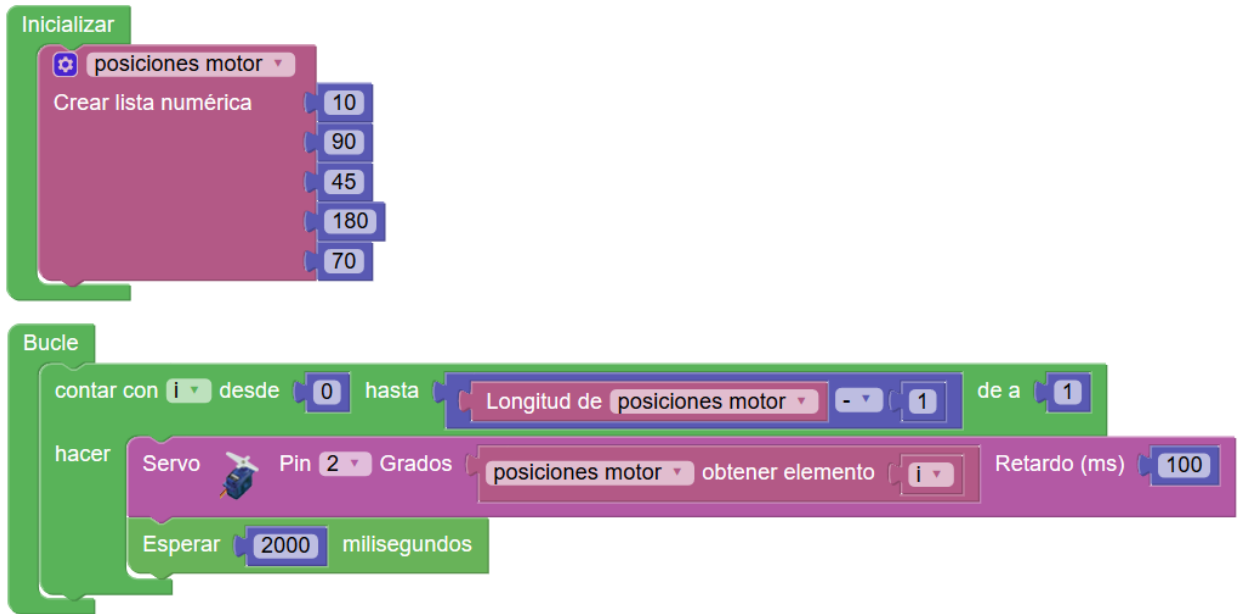 Inicializar
posiciones motor
Crear lista numérica 10
90
45
180
70
Bucle
contar con i desde 0 hasta Longitud de posiciones motor - 1 de a 1
hacer Servo Pin 2 Grados posiciones motor obtener elemento i Retardo (ms) 100
Esperar 2000 milisegundos